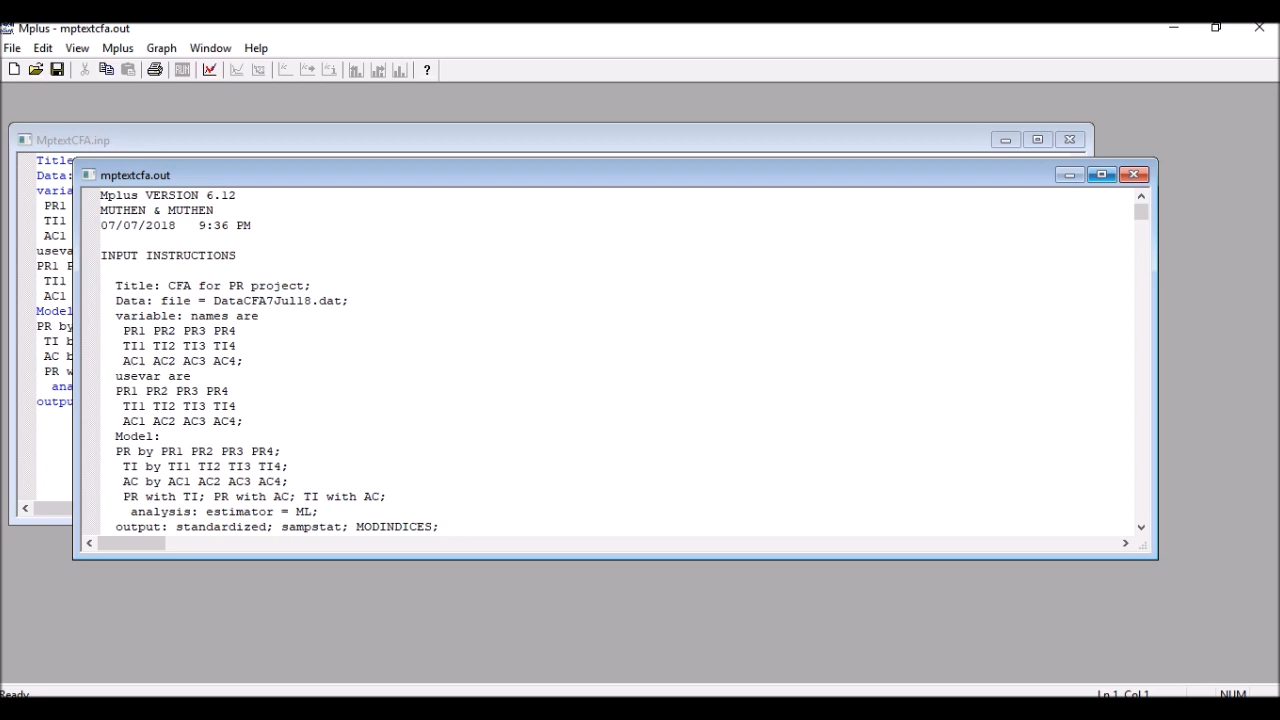 Mplus - mptextcfa.out
File Edit View Mplus Graph Window Help
RUN
?
MptextCFA.inp
Title
Data:
varia
PR1
TI1
AC1
useva
PR1 P
TI1
AC1
Model
PR by
TI b
AC b
PR w
ana
outpu
mptextcfa.out
Mplus VERSION 6.12
MUTHEN & MUTHEN
07/07/2018 9:36 PM
INPUT INSTRUCTIONS
Title: CFA for PR project;
Data: file = DataCFA7Jul18.dat;
variable: names are
PR1 PR2 PR3 PR4
TI1 TI2 TI3 TI4
AC1 AC2 AC3 AC4;
usevar are
PR1 PR2 PR3 PR4
TI1 TI2 TI3 TI4
AC1 AC2 AC3 AC4;
Model:
PR by PR1 PR2 PR3 PR4;
TI by TI1 TI2 TI3 TI4;
AC by AC1 AC2 AC3 AC4;
PR with TI; PR with AC; TI with AC;
analysis: estimator = ML;
output: standardized; sampstat; MODINDICES;
Ready
Ln 1, Col 1
NUM